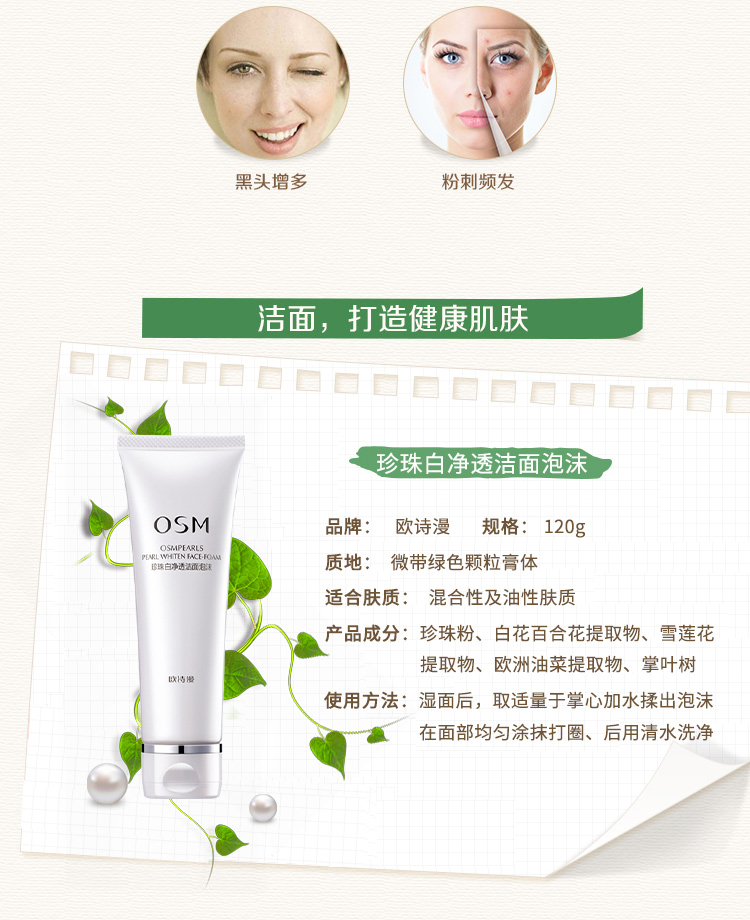 黑头增多 粉刺频发
洁面，打造健康肌肤
珍珠白净透洁面泡沫
OSM
OSMPEARLS
PEARL WHITEN FACE-FOAM
珍珠白净透洁面泡沫
欧诗漫
品牌： 欧诗漫 规格： 120g
质地： 微带绿色颗粒膏体
适合肤质： 混合性及油性肤质
产品成分：珍珠粉、白花百合花提取物、雪莲花
提取物、欧洲油菜提取物、掌叶树
使用方法：湿面后，取适量于掌心加水揉出泡沫
在面部均匀涂抹打圈、后用清水洗净